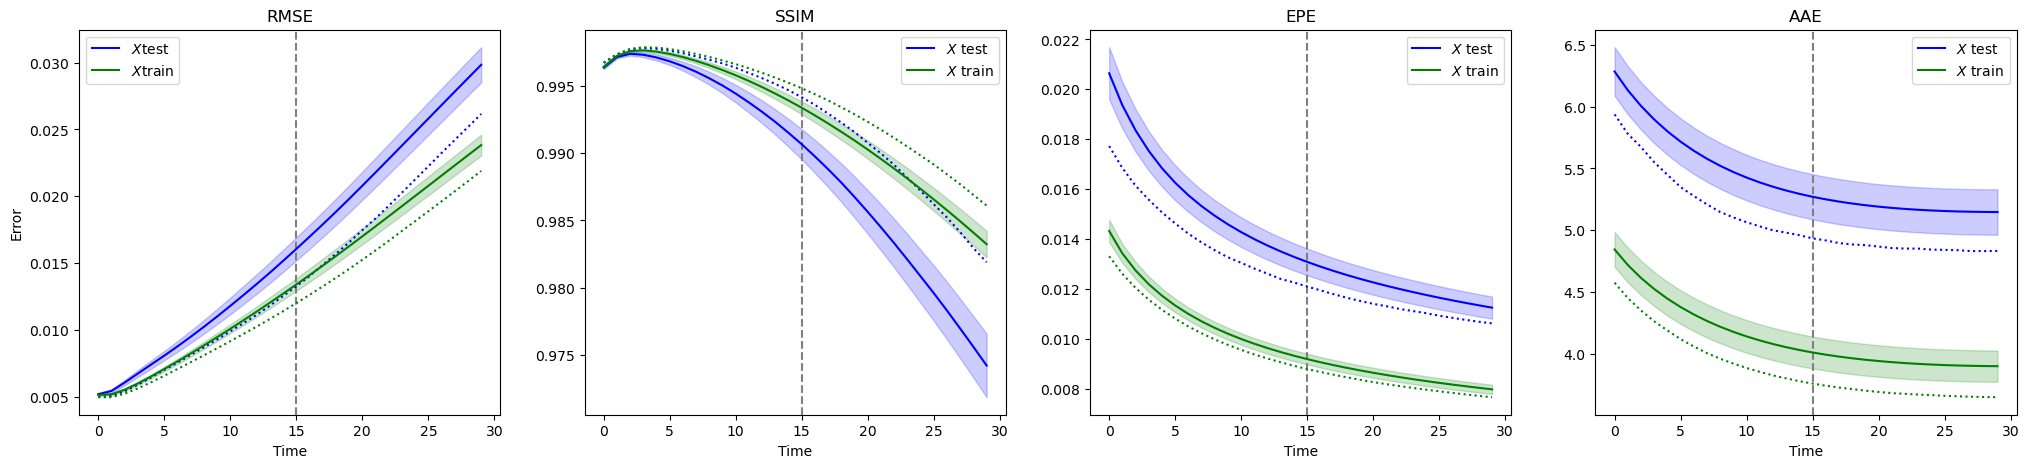 RMSE
Error
0.030
0.025
0.020
0.015
0.010
0.005
Xtest
Xtrain
0 5 10 15 20 25 30
Time
SSIM
0.995
0.990
0.985
0.980
0.975
X test
X train
0 5 10 15 20 25 30
Time
EPE
0.022
0.020
0.018
0.016
0.014
0.012
0.010
0.008
X test
X train
0 5 10 15 20 25 30
Time
AAE
6.5
6.0
5.5
5.0
4.5
4.0
X test
X train
0 5 10 15 20 25 30
Time